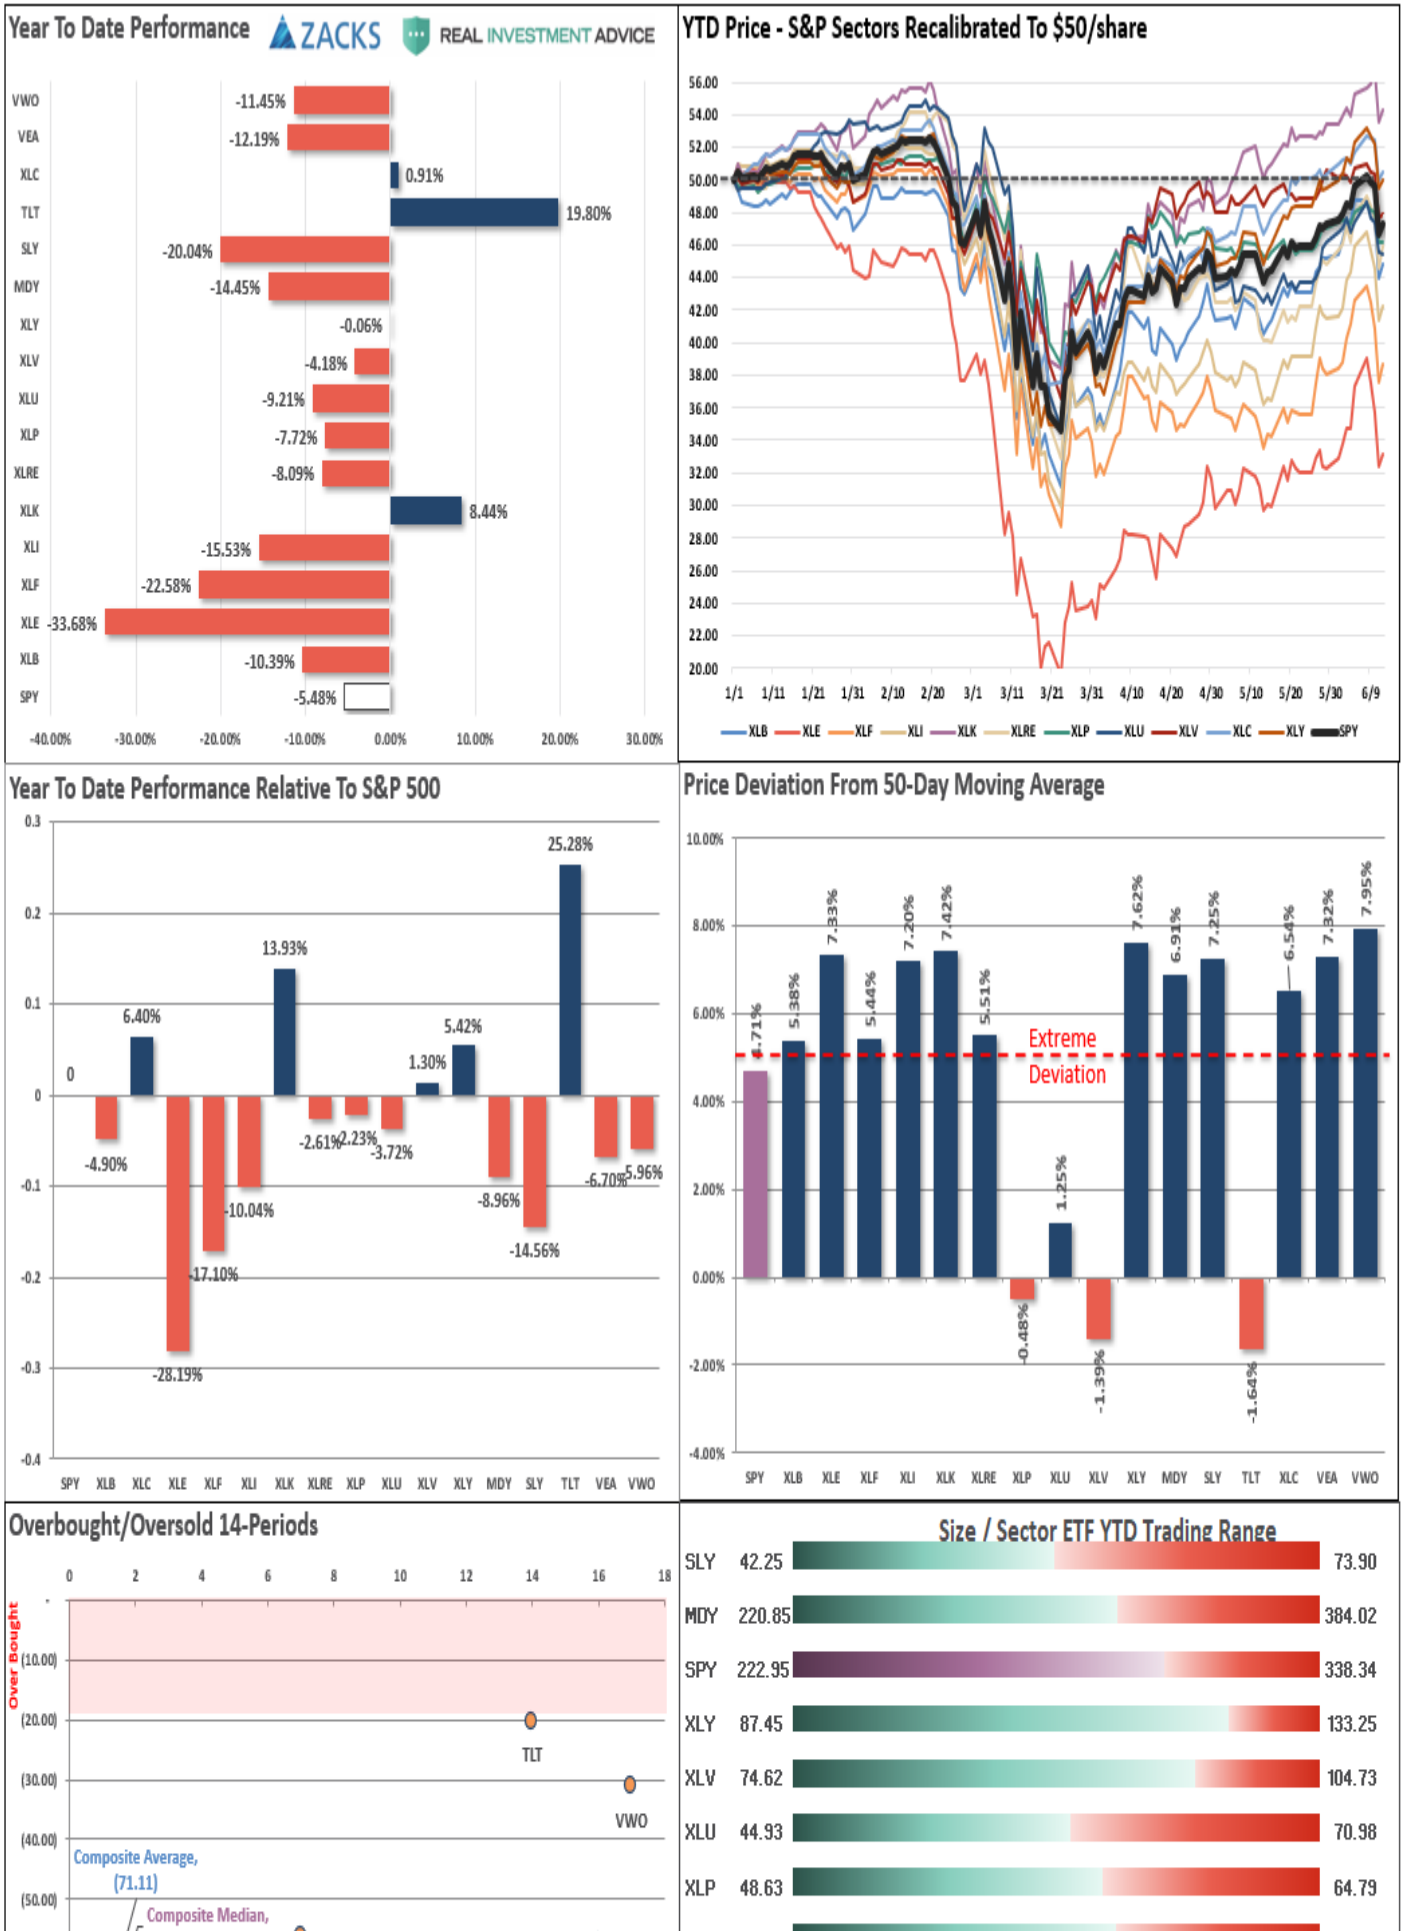 Year To Date Performance
ZACKS
REAL INVESTMENT ADVICE
VWO -11.45%
VEA -12.19%
XLC 0.91%
TLT 19.80%
SLY -20.04%
MDY -14.45%
XLY -0.06%
XLV -4.18%
XLU -9.21%
XLP -7.72%
XLRE -8.09%
XLK 8.44%
XLI -15.53%
XLF -22.58%
XLE -33.68%
XLB -10.39%
SPY -5.48%
-40.00% -30.00% -20.00% -10.00% 0.00% 10.00% 20.00% 30.00%
YTD Price - S&P Sectors Recalibrated To $50/share
56.00
54.00
52.00
50.00
48.00
46.00
44.00
42.00
40.00
38.00
36.00
34.00
32.00
30.00
28.00
26.00
24.00
22.00
20.00
1/1 1/11 1/21 1/31 2/10 2/20 3/1 3/11 3/21 3/31 4/10 4/20 4/30 5/10 5/20 5/30 6/9
XLB XLE XLF XLI XLK XLRE XLP XLU XLV XLC XLY SPY
Year To Date Performance Relative To S&P 500
0.3
0.2
0.1
0
-0.1
-0.2
-0.3
-0.4
0
-4.90%
6.40%
-28.19%
-17.10%
-10.04%
13.93%
-2.61%
-2.23%
-3.72%
1.30%
5.42%
-8.96%
-14.56%
25.28%
-6.70%
-5.96%
SPY XLB XLC XLE XLF XLI XLK XLRE XLP XLU XLV XLY MDY SLY TLT VEA VWO
Price Deviation From 50-Day Moving Average
10.00%
8.00%
6.00%
4.00%
2.00%
0.00%
-2.00%
-4.00%
4.71%
5.38%
7.33%
5.44%
7.20%
7.42%
5.51%
-0.48%
1.25%
-1.39%
7.62%
6.91%
7.25%
-1.64%
6.54%
7.32%
7.95%
Extreme
Deviation
SPY XLB XLE XLF XLI XLK XLRE XLP XLU XLV XLY MDY SLY TLT XLC VEA VWO
Overbought/Oversold 14-Periods
0 2 4 6 8 10 12 14 16 18
-
(10.00)
(20.00)
(30.00)
(40.00)
(50.00)
Over Bought
TLT
VWO
Composite Average,
(71.11)
Composite Median,
Size / Sector ETF YTD Trading Range
SLY 42.25 73.90
MDY 220.85 384.02
SPY 222.95 338.34
XLY 87.45 133.25
XLV 74.62 104.73
XLU 44.93 70.98
XLP 48.63 64.79